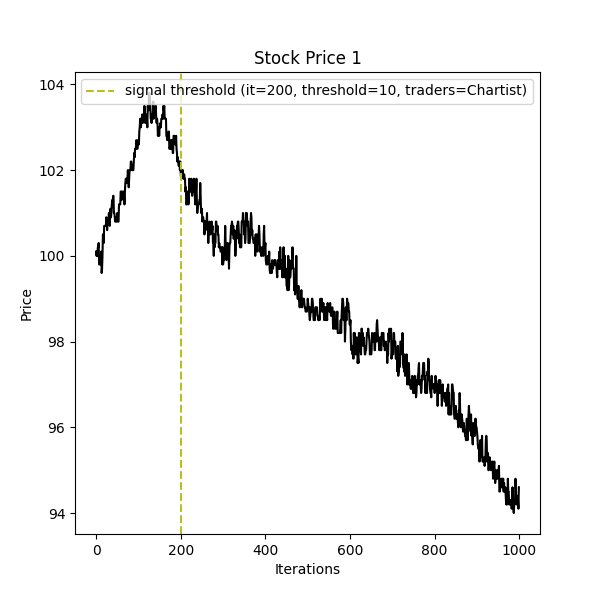 Stock Price 1
signal threshold (it=200, threshold=10, traders=Chartist)
104
102
100
98
96
94
Price
0 200 400 600 800 1000
Iterations